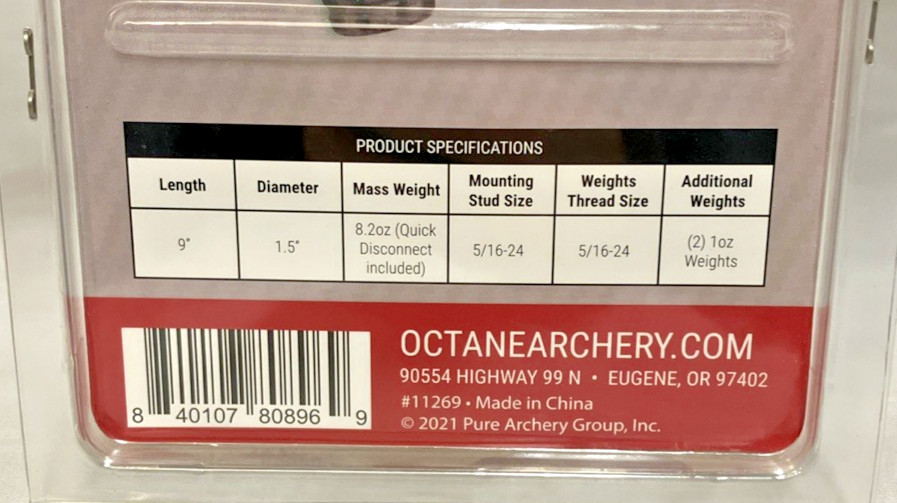 PRODUCT SPECIFICATIONS
Length Diameter Mass Weight Mounting Stud Size Weights Thread Size Additional Weights
9" 1.5" 8.2oz (Quick Disconnect included) 5/16-24 5/16-24 (2) 1oz Weights
OCTANEARCHERY.COM
90554 HIGHWAY 99 N • EUGENE, OR 97402
#11269 • Made in China
© 2021 Pure Archery Group, Inc.
8 40107 80896 9